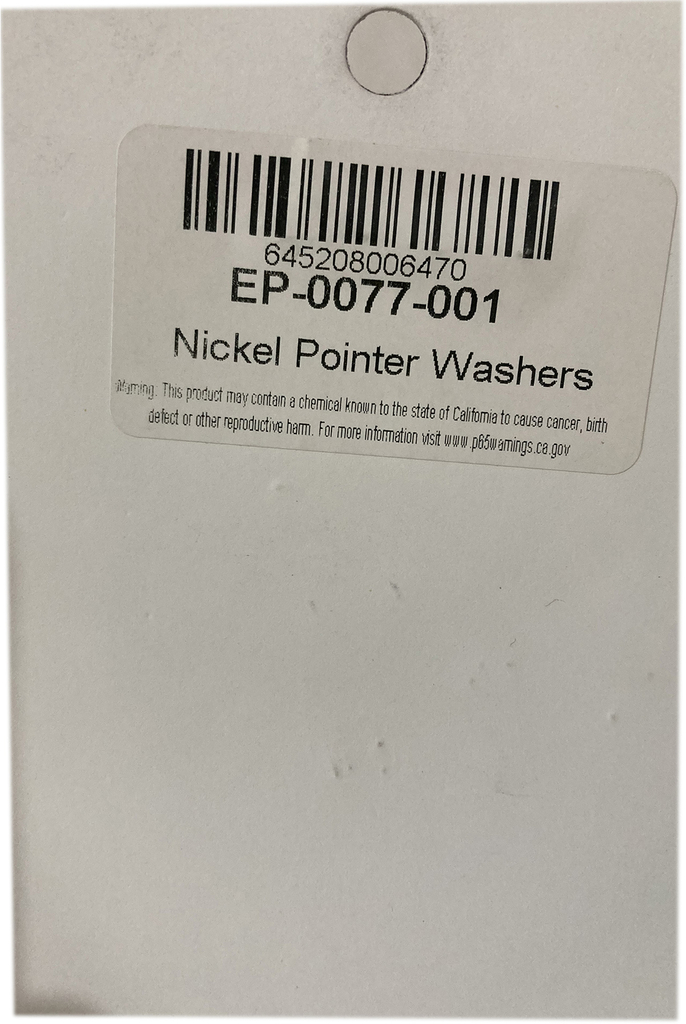 645208006470
EP-0077-001
Nickel Pointer Washers
Warning. This product may contain a chemical known to the state of California to cause cancer, birth
defect or other reproductive harm. For more information visit www.p65warnings.ca.gov